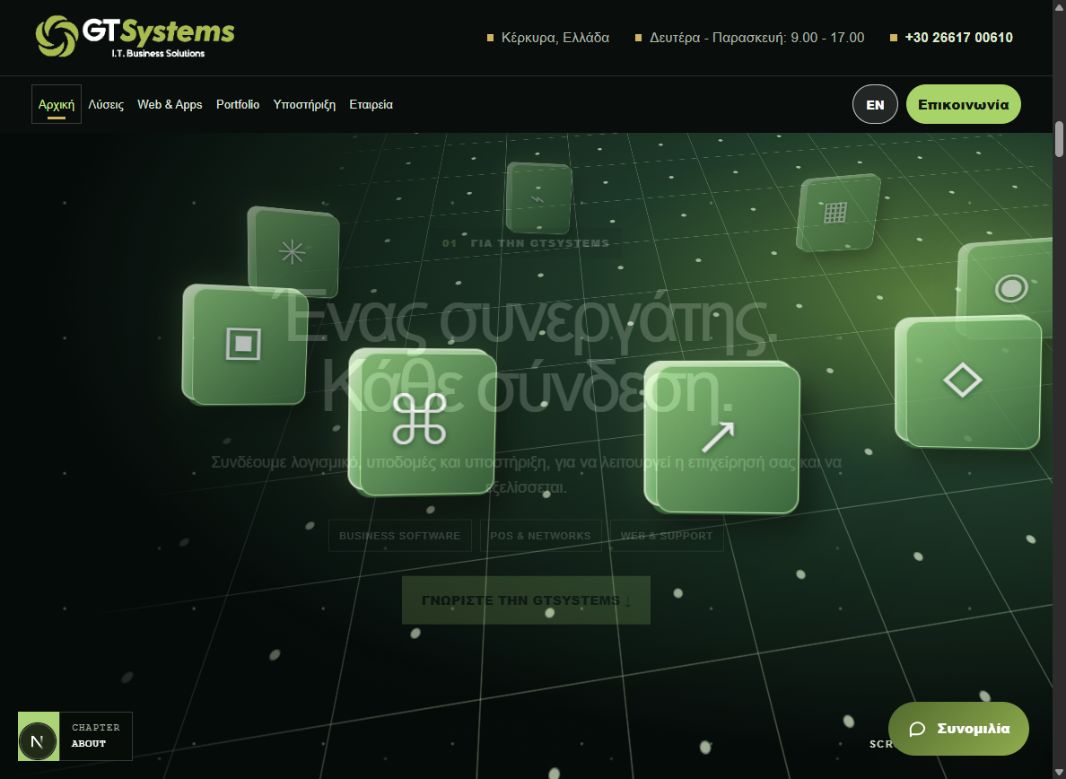 GTSystems
I.T. Business Solutions
Κέρκυρα, Ελλάδα
Δευτέρα - Παρασκευή: 9.00 - 17.00
+30 26617 00610
Αρχική
Λύσεις
Web & Apps
Portfolio
Υποστήριξη
Εταιρεία
EN
Επικοινωνία
01 ΓΙΑ ΤΗΝ GTSYSTEMS
Ένας συνεργάτης.
Κάθε σύνδεση.
Συνδέουμε λογισμικό, υποδομές και υποστήριξη, για να λειτουργεί η επιχείρησή σας και να
εξελίσσεται.
BUSINESS SOFTWARE
POS & NETWORKS
WEB & SUPPORT
ΓΝΩΡΙΣΤΕ ΤΗΝ GTSYSTEMS ↓
N
CHAPTER
ABOUT
SCR
Συνομιλία